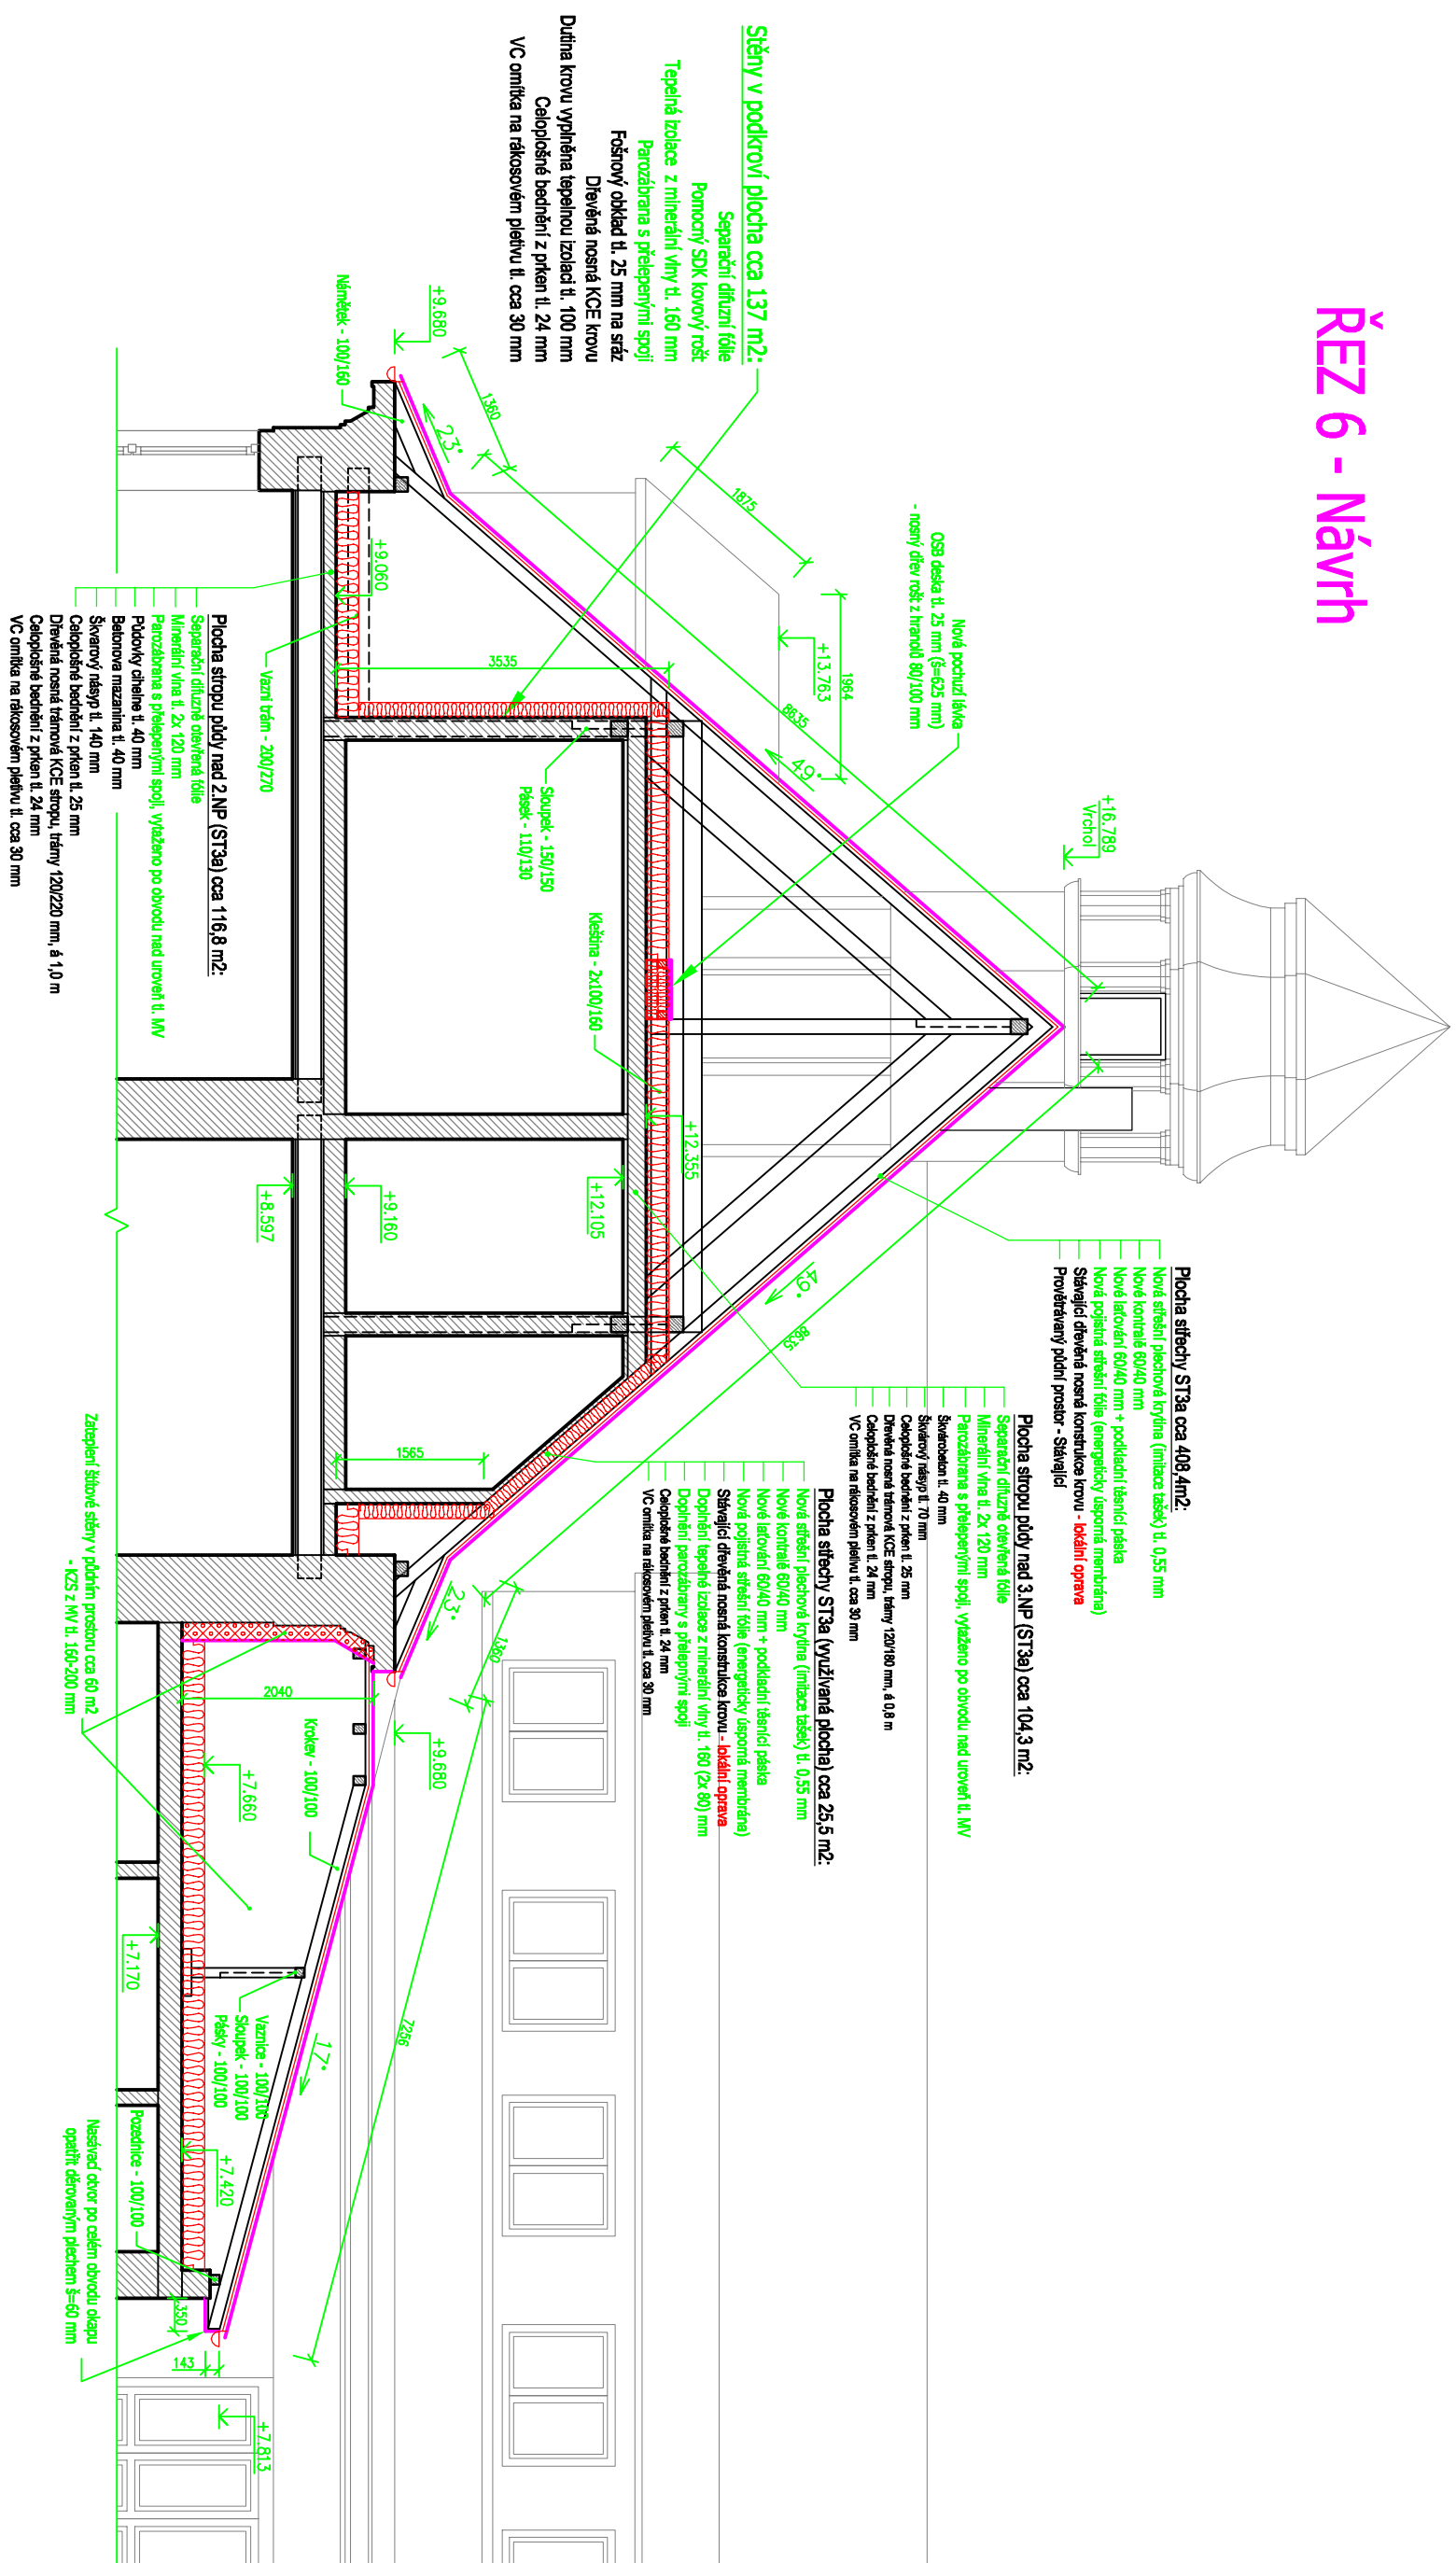 ŘEZ 6 - Návrh
+16.789
Vrchol
Plocha střechy ST3a cca 408,4m2:
Nová střešní plechová krytina (imitace tašek) tl. 0,55 mm
Nové kontralě 60/40 mm
Nové laťování 60/40 mm + podkladní těsnící páska
Nová pojistná střešní fólie (energeticky úsporná membrána)
Stávající dřevěná nosná konstrukce krovu - lokální oprava
Provětrávaný půdní prostor - Stávající
Nová pochuzí lávka
OSB deska tl. 25 mm (š=625 mm)
- nosný dřev rošt z hranolů 80/100 mm
1964
+13.763
1875
8635
49°
49°
8635
Plocha stropu půdy nad 3.NP (ST3a) cca 104,3 m2:
Separační difuzně otevřená fólie
Minerální vlna tl. 2x 120 mm
Parozábrana s přelepenými spoji, vytaženo po obvodu nad uroveň tl. MV
Škvárobeton tl. 40 mm
Škvárový násyp tl. 70 mm
Celoplošné bednění z prken tl. 25 mm
Dřevěná nosná trámová KCE stropu, trámy 120/180 mm, á 0,8 m
Celoplošné bednění z prken tl. 24 mm
VC omítka na rákosovém pletivu tl. cca 30 mm
Stěny v podkroví plocha cca 137 m2:
Separační difuzní fólie
Pomocný SDK kovový rošt
Tepelná izolace z minerální vlny tl. 160 mm
Parozábrana s přelepenými spoji
Fošnový obklad tl. 25 mm na sráz
Dřevěná nosná KCE krovu
Dutina krovu vyplněna tepelnou izolaci tl. 100 mm
Celoplošné bednění z prken tl. 24 mm
VC omítka na rákosovém pletivu tl. cca 30 mm
Plocha střechy ST3a (využívaná plocha) cca 25,5 m2:
Nová střešní plechová krytina (imitace tašek) tl. 0,55 mm
Nové kontralě 60/40 mm
Nové laťování 60/40 mm + podkladní těsnící páska
Nová pojistná střešní fólie (energeticky úsporná membrána)
Stávající dřevěná nosná konstrukce krovu - lokální oprava
Doplnění tepelné izolace z minerální vlny tl. 160 (2x 80) mm
Doplnění parozábrany s přelepnými spoji
Celoplošné bednění z prken tl. 24 mm
VC omítka na rákosovém pletivu tl. cca 30 mm
+12.355
Kleština - 2x100/160
+12.105
Sloupek - 150/150
Pásek - 110/130
3535
1360
23°
+9.680
Námětek - 100/160
+9.060
+9.160
1565
23°
1360
+9.680
Vazní trám - 200/270
+8.597
Plocha stropu půdy nad 2.NP (ST3a) cca 116,8 m2:
Separační difuzně otevřená fólie
Minerální vlna tl. 2x 120 mm
Parozábrana s přelepenými spoji, vytaženo po obvodu nad uroveň tl. MV
Půdovky cihelne tl. 40 mm
Betonova mazanina tl. 40 mm
Škvarový násyp tl. 140 mm
Celoplošné bednění z prken tl. 25 mm
Dřavěná nosná trámová KCE stropu, trámy 120/220 mm, á 1,0 m
Celoplošné bednění z prken tl. 24 mm
VC omítka na rákosovém pletivu tl. cca 30 mm
Krokev - 100/100
2040
7256
17°
+7.660
Vaznice - 100/100
Sloupek - 100/100
Pásky - 100/100
+7.170
+7.420
Pozednice - 100/100
350
143
+7.813
Zateplení štítové stěny v půdním prostoru cca 60 m2
- KZS z MV tl. 160-200 mm
Nasávací otvor po celém obvodu okapu
opatřit děrovaným plechem š=60 mm